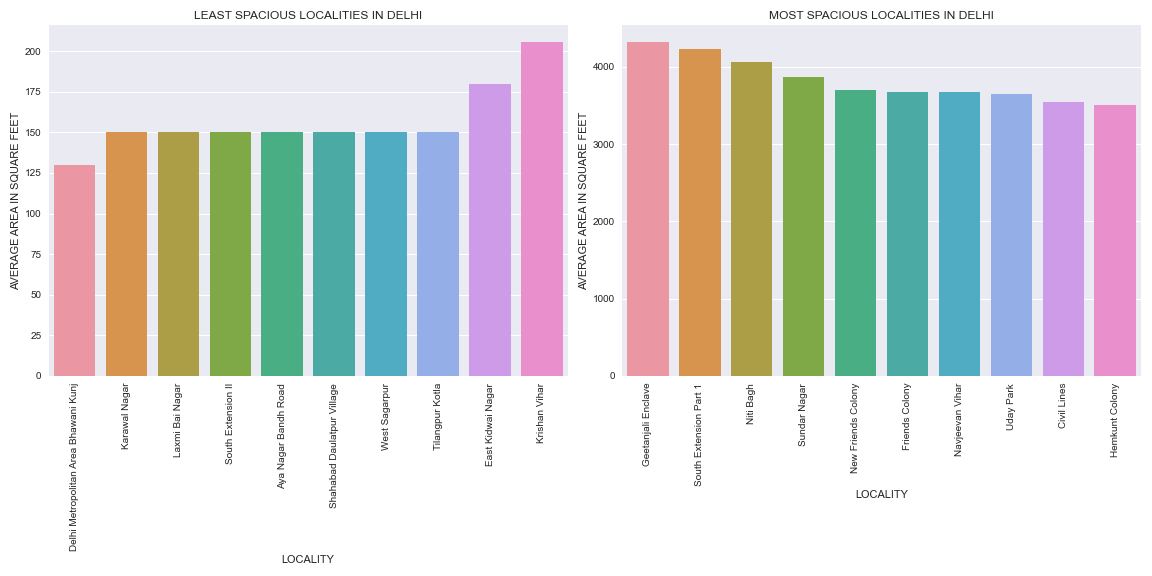 LEAST SPACIOUS LOCALITIES IN DELHI
AVERAGE AREA IN SQUARE FEET
200
175
150
125
100
75
50
25
0
Delhi Metropolitan Area Bhawani Kunj
Karawal Nagar
Laxmi Bai Nagar
South Extension II
Aya Nagar Bandh Road
Shahabad Daulatpur Village
West Sagarpur
Tilangpur Kotla
East Kidwai Nagar
Krishan Vihar
LOCALITY
MOST SPACIOUS LOCALITIES IN DELHI
AVERAGE AREA IN SQUARE FEET
4000
3000
2000
1000
0
Geetanjali Enclave
South Extension Part 1
Niti Bagh
Sundar Nagar
New Friends Colony
Friends Colony
Navjeevan Vihar
Uday Park
Civil Lines
Hemkunt Colony
LOCALITY